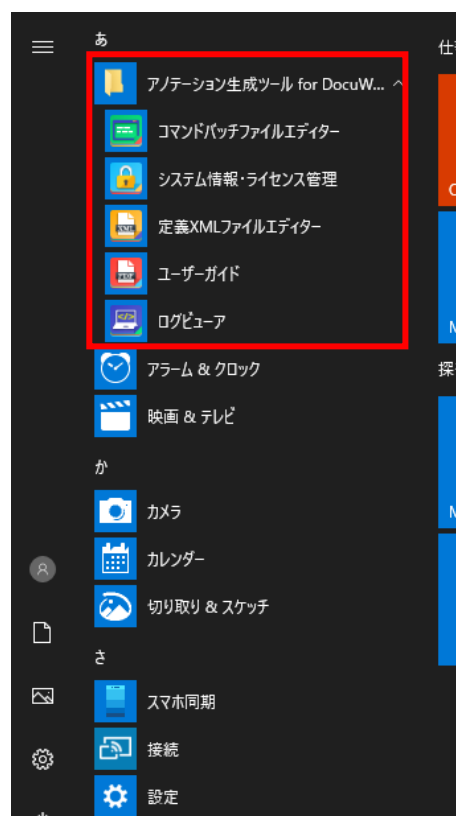 あ
アノテーション生成ツール for DocuW...
コマンドバッチファイルエディター
システム情報・ライセンス管理
定義XMLファイルエディター
ユーザーガイド
ログビューア
アラーム & クロック
映画 & テレビ
か
カメラ
カレンダー
切り取り & スケッチ
さ
スマホ同期
接続
設定
仕
探